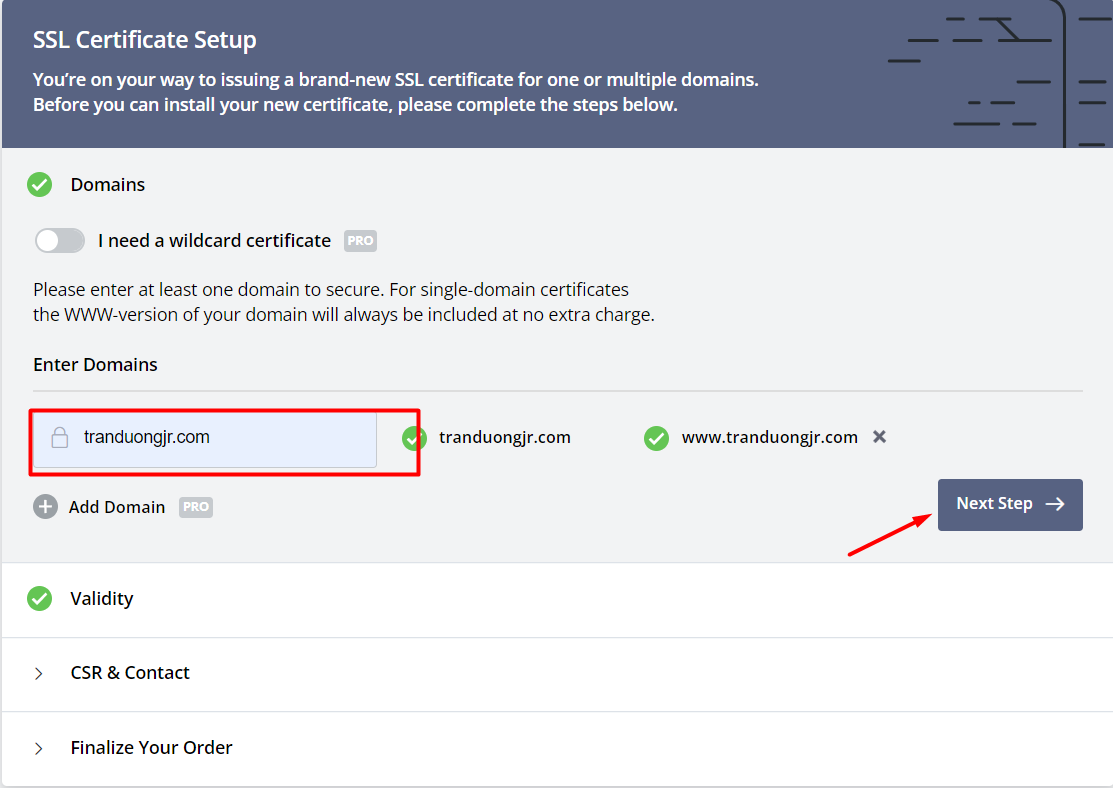 SSL Certificate Setup
You’re on your way to issuing a brand-new SSL certificate for one or multiple domains.
Before you can install your new certificate, please complete the steps below.
Domains
I need a wildcard certificate PRO
Please enter at least one domain to secure. For single-domain certificates
the WWW-version of your domain will always be included at no extra charge.
Enter Domains
tranduongjr.com tranduongjr.com www.tranduongjr.com
Add Domain PRO
Next Step
Validity
CSR & Contact
Finalize Your Order